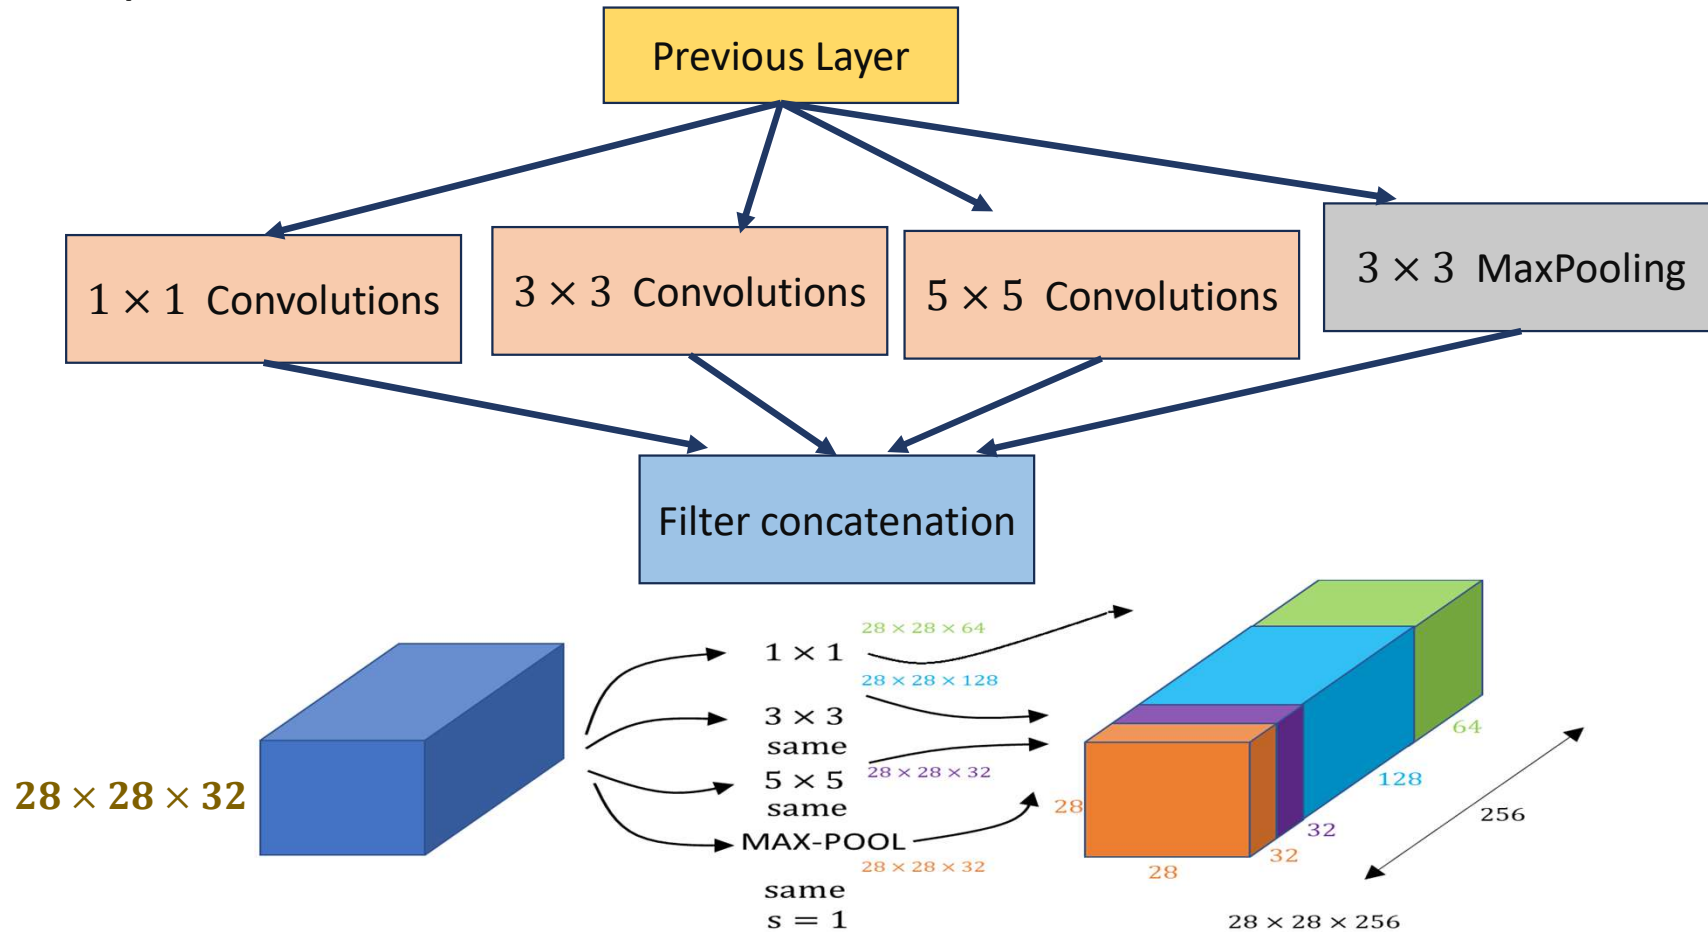 Previous Layer
1 × 1 Convolutions
3 × 3 Convolutions
5 × 5 Convolutions
3 × 3 MaxPooling
Filter concatenation
28 × 28 × 32
1 × 1
28 × 28 × 64
28 × 28 × 128
3 × 3
same
5 × 5
28 × 28 × 32
same
MAX-POOL
28 × 28 × 32
same
s = 1
28
28
32
32
128
64
256
28 × 28 × 256